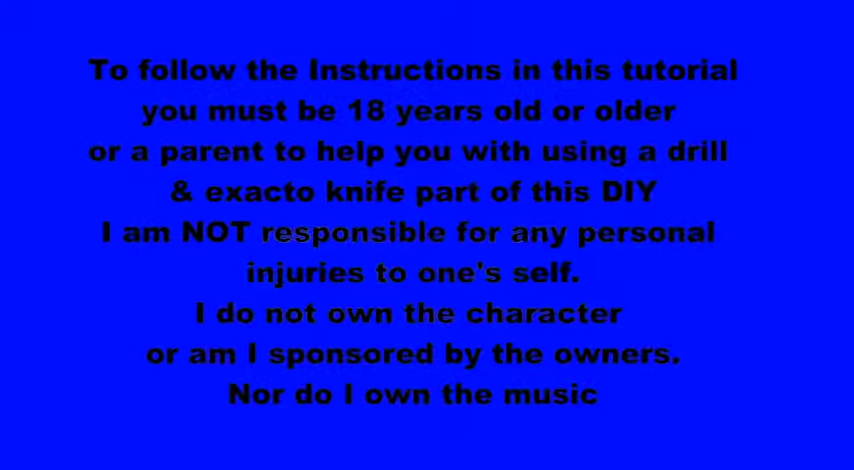 To follow the Instructions in this tutorial
you must be 18 years old or older
or a parent to help you with using a drill
& exacto knife part of this DIY
I am NOT responsible for any personal
injuries to one's self.
I do not own the character
or am I sponsored by the owners.
Nor do I own the music